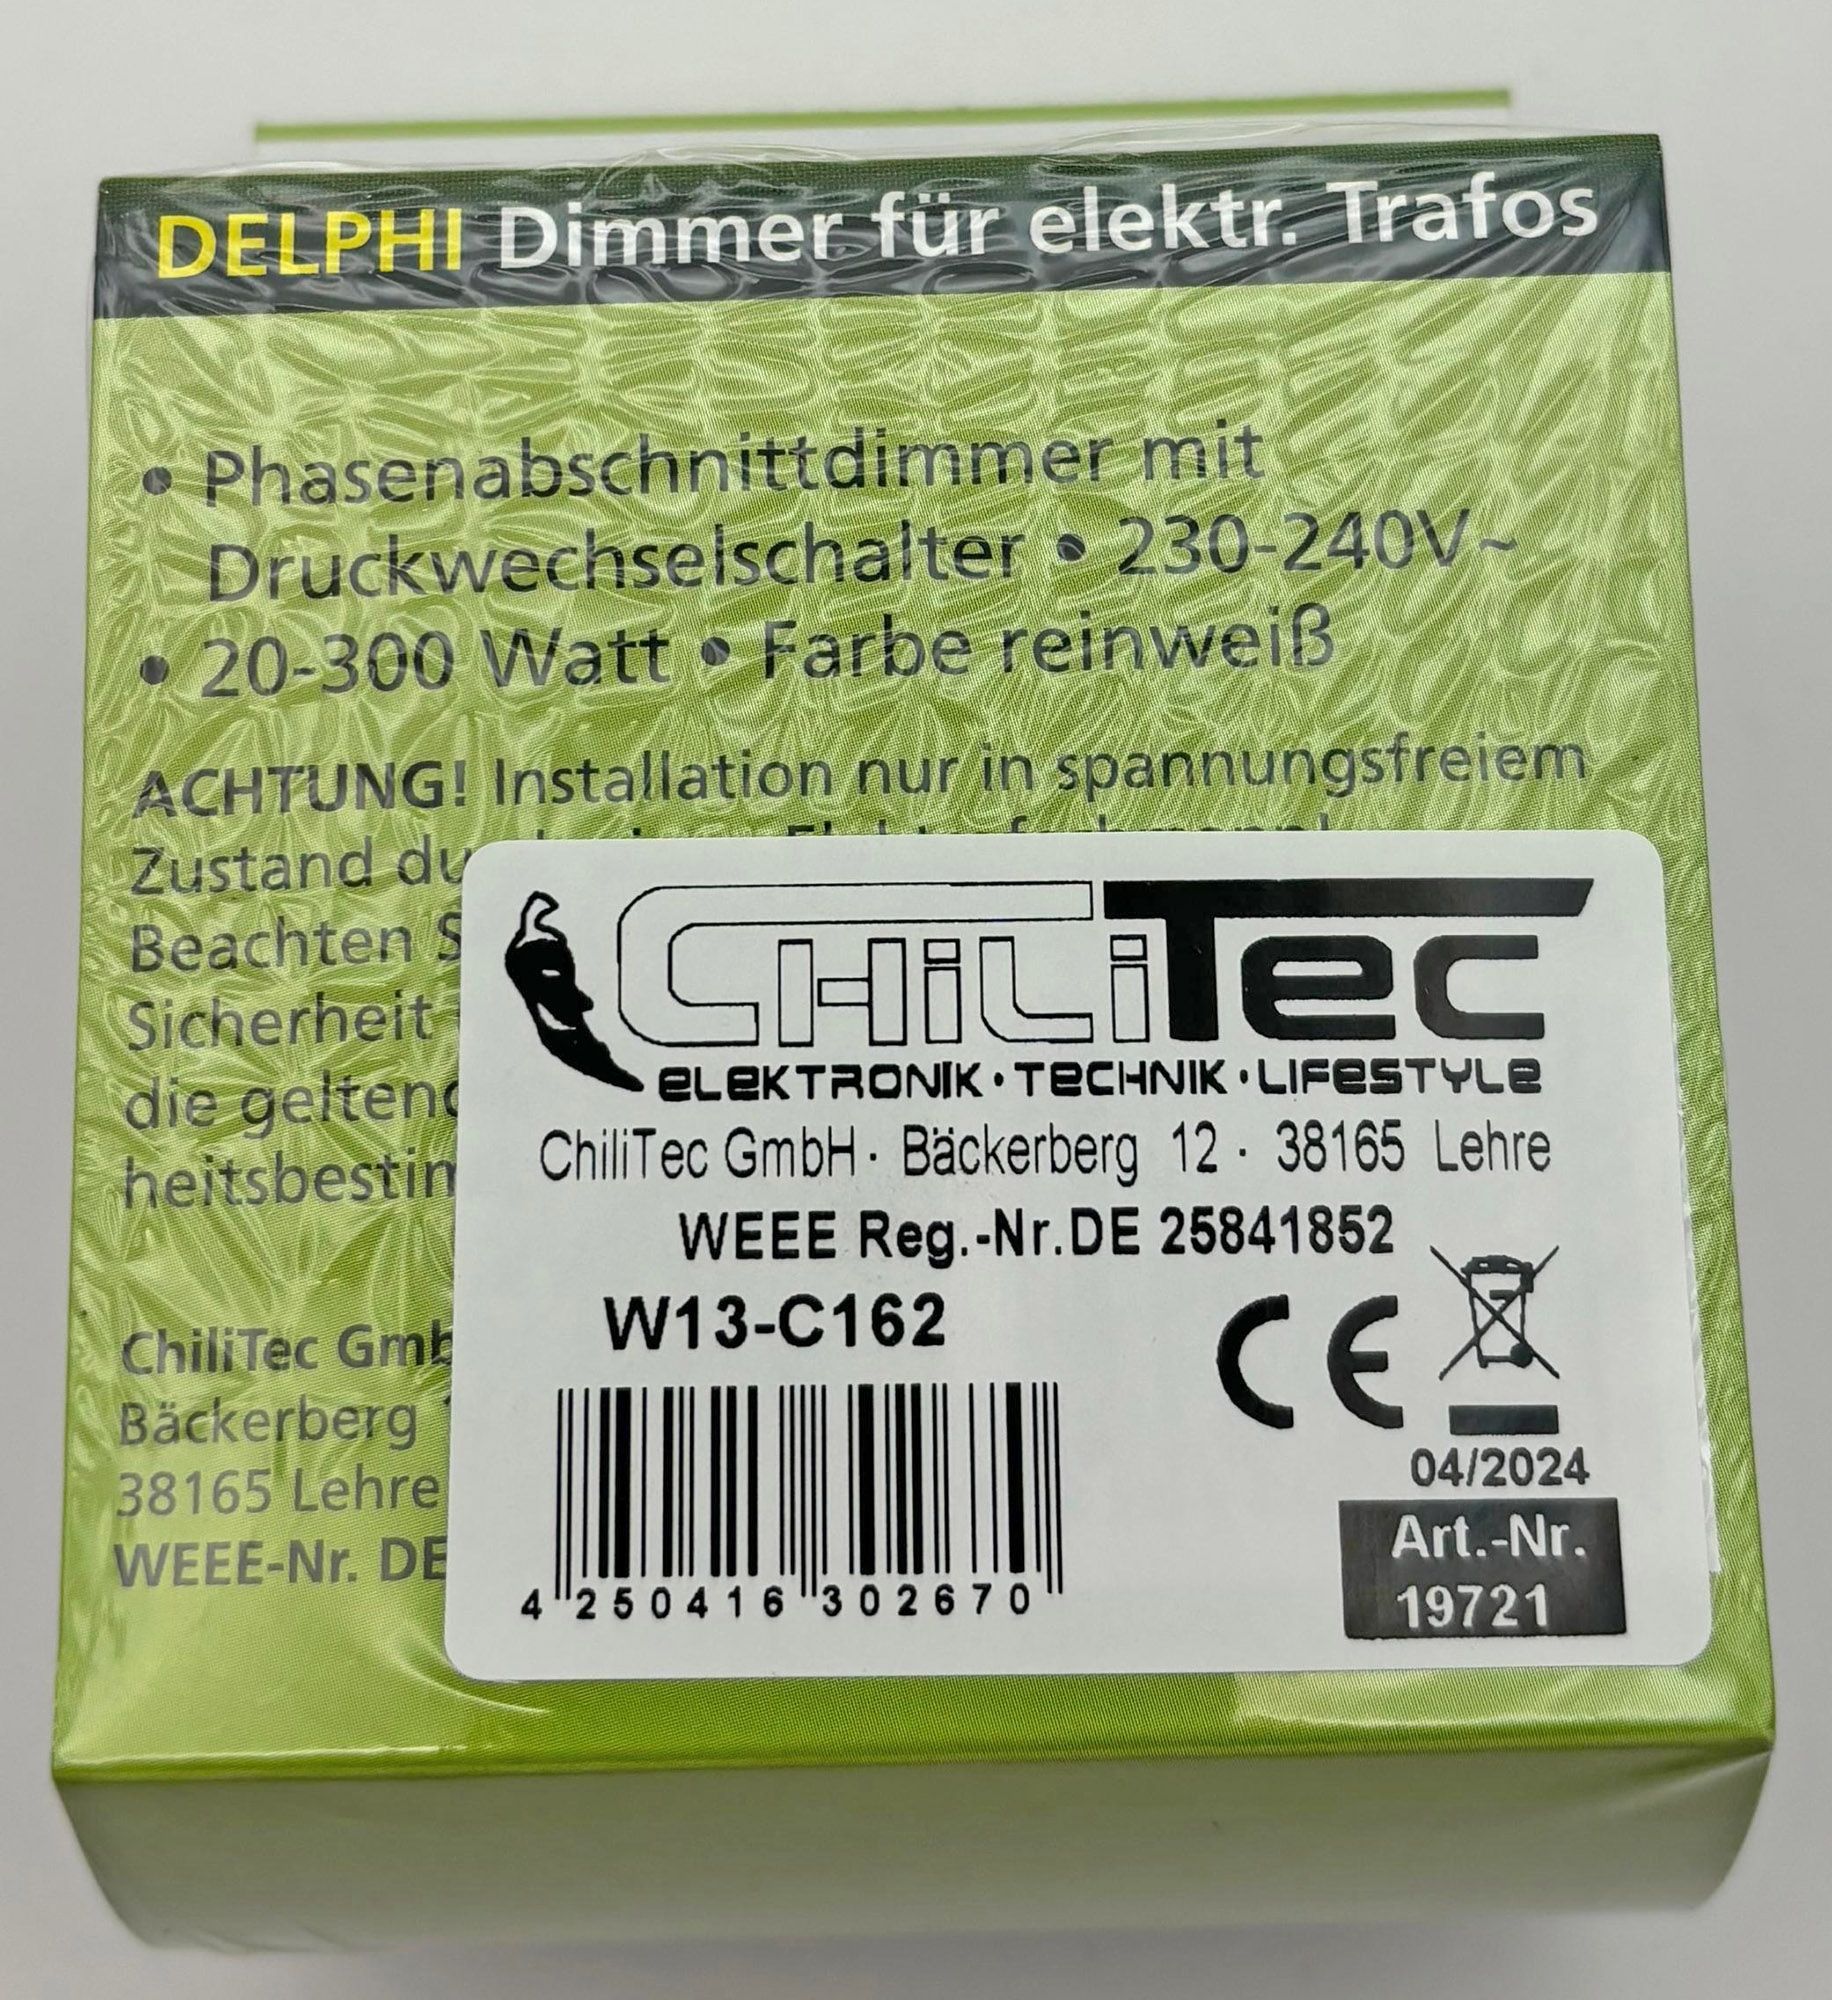 DELPHI Dimmer für elektr. Trafos
• Phasenabschnittdimmer mit
Druckwechselschalter • 230-240V~
• 20-300 Watt • Farbe reinweiß
ACHTUNG! Installation nur in spannungsfreiem
Zustand
Beachten
Sicherheit
die
ChiliTec
Bäckerberg
38165 Lehre
WEEE-Nr. DE
CHiLiTec
ELEKTRONIK · TECHNIK · LIFESTYLE
ChiliTec GmbH · Bäckerberg 12 · 38165 Lehre
WEEE Reg.-Nr.DE 25841852
W13-C162
CE
04/2024
4 250416 302670
Art.-Nr.
19721